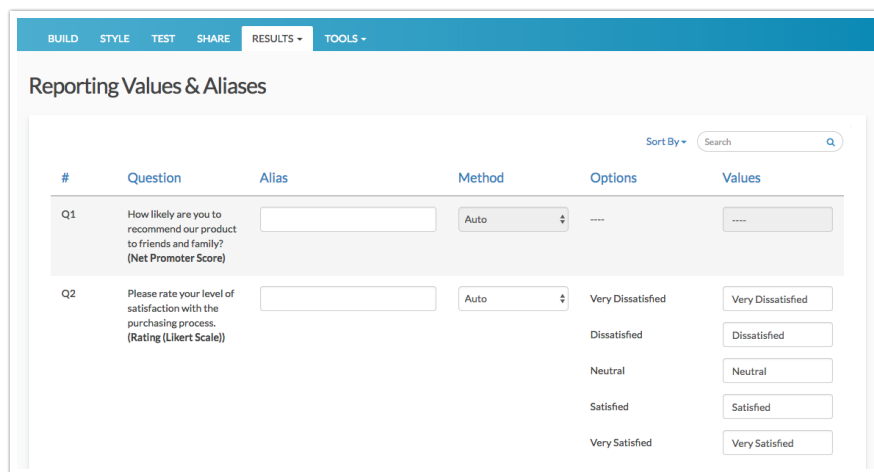 BUILD STYLE TEST SHARE RESULTS TOOLS
Reporting Values & Aliases
Sort By Search
# Question Alias Method Options Values
Q1 How likely are you to Auto ---- ----
recommend our product
to friends and family?
(Net Promoter Score)
Q2 Please rate your level of Auto Very Dissatisfied Very Dissatisfied
satisfaction with the
purchasing process.
(Rating (Likert Scale))
Dissatisfied Dissatisfied
Neutral Neutral
Satisfied Satisfied
Very Satisfied Very Satisfied